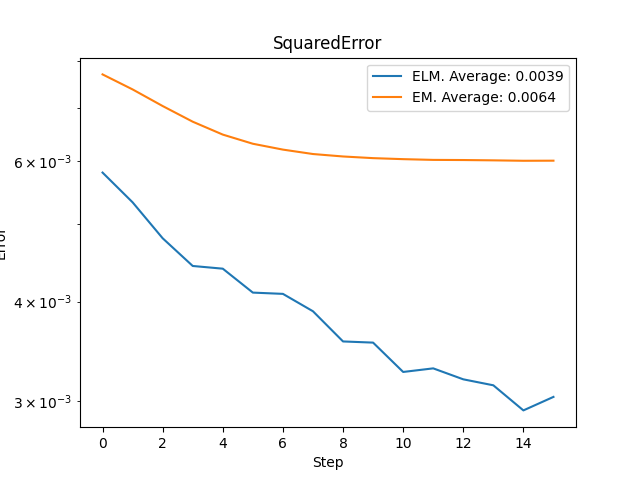 SquaredError
ELM. Average: 0.0039
EM. Average: 0.0064
6 × 10⁻³
4 × 10⁻³
3 × 10⁻³
Error
0 2 4 6 8 10 12 14
Step